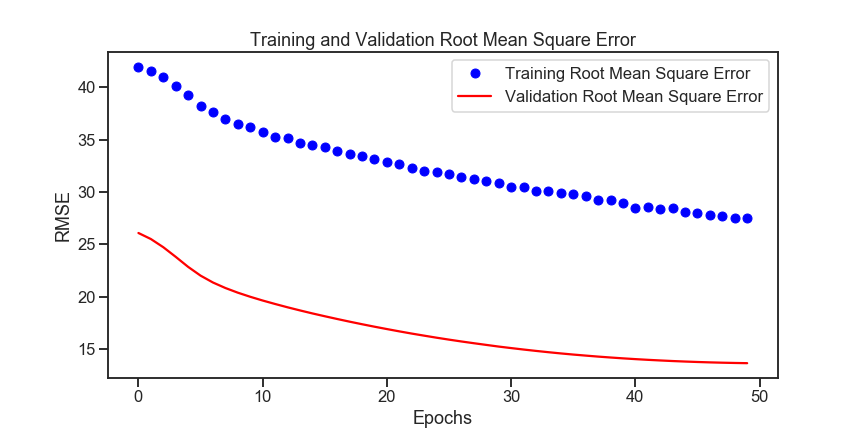 Training and Validation Root Mean Square Error
Training Root Mean Square Error
Validation Root Mean Square Error
RMSE
40
35
30
25
20
15
0 10 20 30 40 50
Epochs